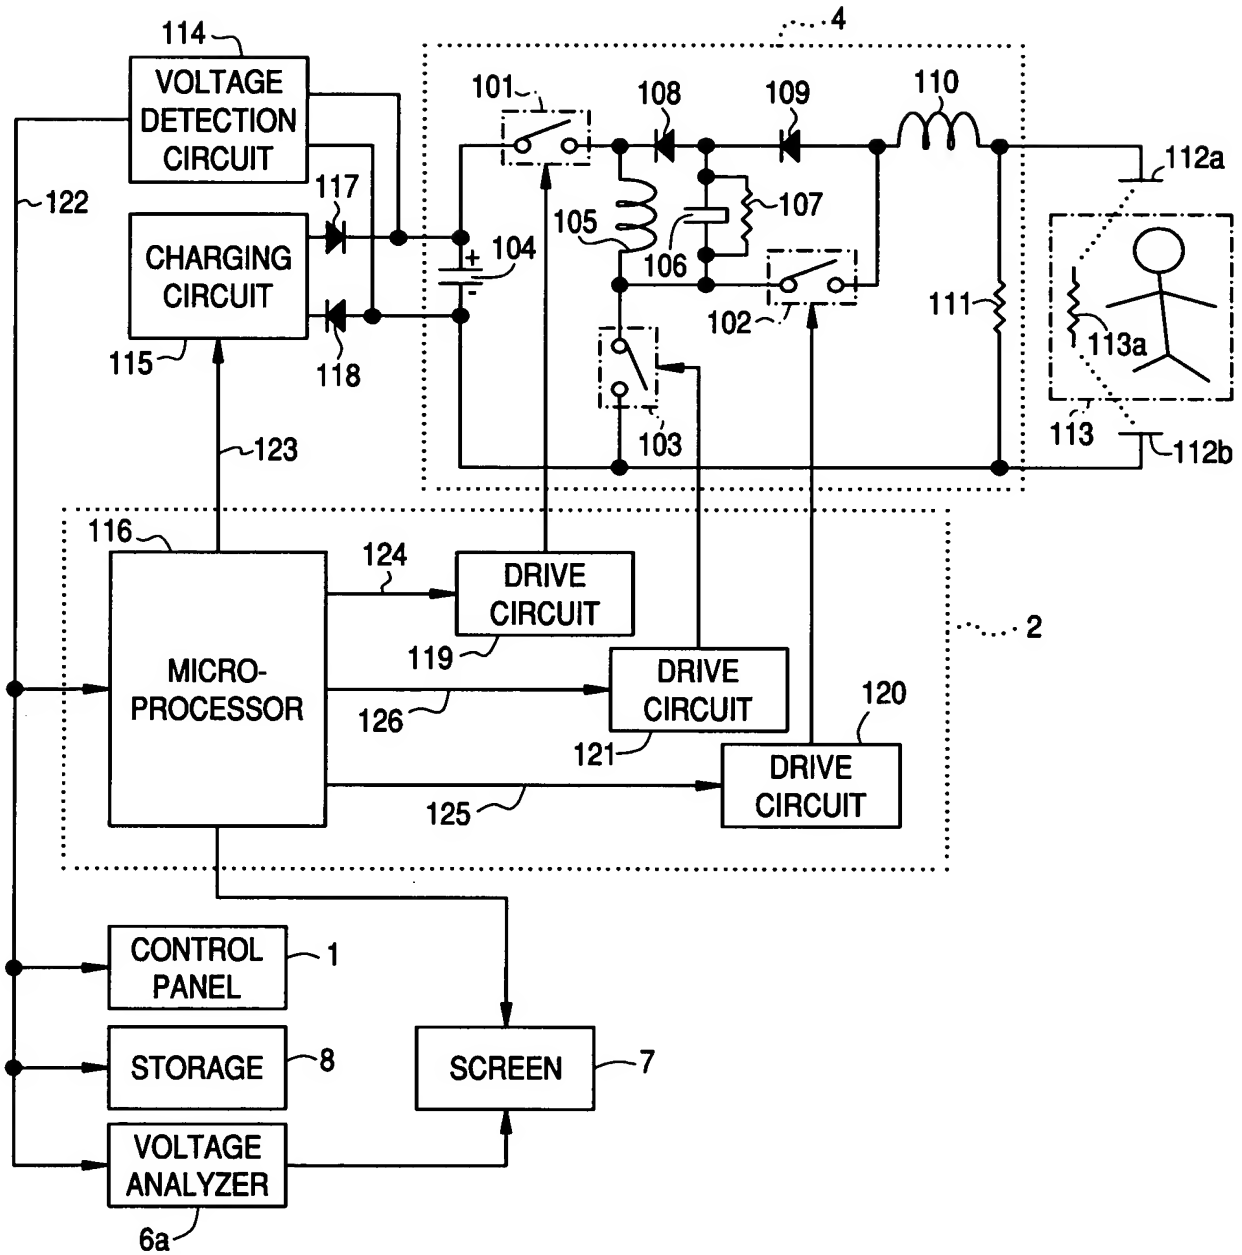 4
114
VOLTAGE
DETECTION
CIRCUIT
101
108
109
110
112a
122
117
105
106
107
CHARGING
CIRCUIT
+
104
-
102
111
113a
115
118
103
113
112b
123
116
124
DRIVE
CIRCUIT
2
119
MICRO-
PROCESSOR
DRIVE
CIRCUIT
126
121
120
DRIVE
CIRCUIT
125
CONTROL
PANEL
1
STORAGE
8
SCREEN
7
VOLTAGE
ANALYZER
6a